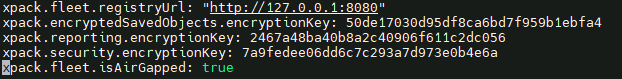 xpack.fleet.registryUrl: "http://127.0.0.1:8080"
xpack.encryptedSavedObjects.encryptionKey: 50de17030d95df8ca6bd7f959b1ebfa4
xpack.reporting.encryptionKey: 2467a48ba40b8a2c40906f611c2dc056
xpack.security.encryptionKey: 7a9fedee06dd6c7c293a7d973e0b4e6a
xpack.fleet.isAirGapped: true